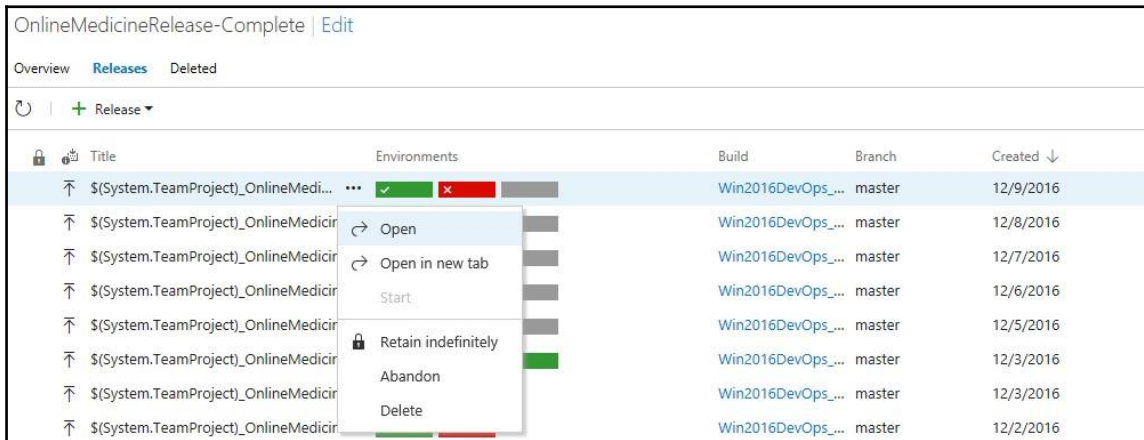 OnlineMedicineRelease-Complete | Edit
Overview Releases Deleted
+ Release
Title Environments Build Branch Created ↓
$(System.TeamProject)_OnlineMedi... ••• Win2016DevOps_... master 12/9/2016
$(System.TeamProject)_OnlineMedicir Win2016DevOps_... master 12/8/2016
Open
$(System.TeamProject)_OnlineMedicir Win2016DevOps_... master 12/7/2016
Open in new tab
$(System.TeamProject)_OnlineMedicir Win2016DevOps_... master 12/6/2016
Start
$(System.TeamProject)_OnlineMedicir Win2016DevOps_... master 12/5/2016
Retain indefinitely
$(System.TeamProject)_OnlineMedicir Win2016DevOps_... master 12/3/2016
Abandon
$(System.TeamProject)_OnlineMedicir Win2016DevOps_... master 12/3/2016
Delete
$(System.TeamProject)_OnlineMedicir Win2016DevOps_... master 12/2/2016